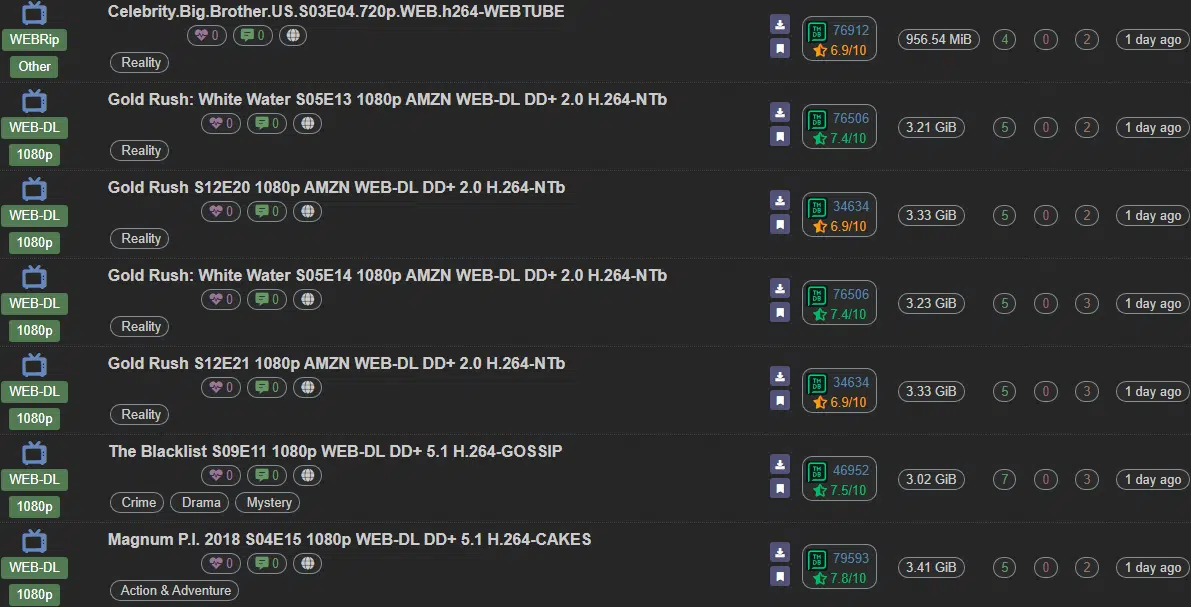 Celebrity.Big.Brother.US.S03E04.720p.WEB.h264-WEBTUBE
WEBRip
0 0
TMDB 76912
6.9/10
956.54 MiB 4 0 2 1 day ago
Other
Reality
Gold Rush: White Water S05E13 1080p AMZN WEB-DL DD+ 2.0 H.264-NTb
WEB-DL
0 0
TMDB 76506
7.4/10
3.21 GiB 5 0 2 1 day ago
1080p
Reality
Gold Rush S12E20 1080p AMZN WEB-DL DD+ 2.0 H.264-NTb
WEB-DL
0 0
TMDB 34634
6.9/10
3.33 GiB 5 0 2 1 day ago
1080p
Reality
Gold Rush: White Water S05E14 1080p AMZN WEB-DL DD+ 2.0 H.264-NTb
WEB-DL
0 0
TMDB 76506
7.4/10
3.23 GiB 5 0 3 1 day ago
1080p
Reality
Gold Rush S12E21 1080p AMZN WEB-DL DD+ 2.0 H.264-NTb
WEB-DL
0 0
TMDB 34634
6.9/10
3.33 GiB 5 0 3 1 day ago
1080p
Reality
The Blacklist S09E11 1080p WEB-DL DD+ 5.1 H.264-GOSSIP
WEB-DL
0 0
TMDB 46952
7.5/10
3.02 GiB 7 0 3 1 day ago
1080p
Crime Drama Mystery
Magnum P.I. 2018 S04E15 1080p WEB-DL DD+ 5.1 H.264-CAKES
WEB-DL
0 0
TMDB 79593
7.8/10
3.41 GiB 5 0 2 1 day ago
1080p
Action & Adventure